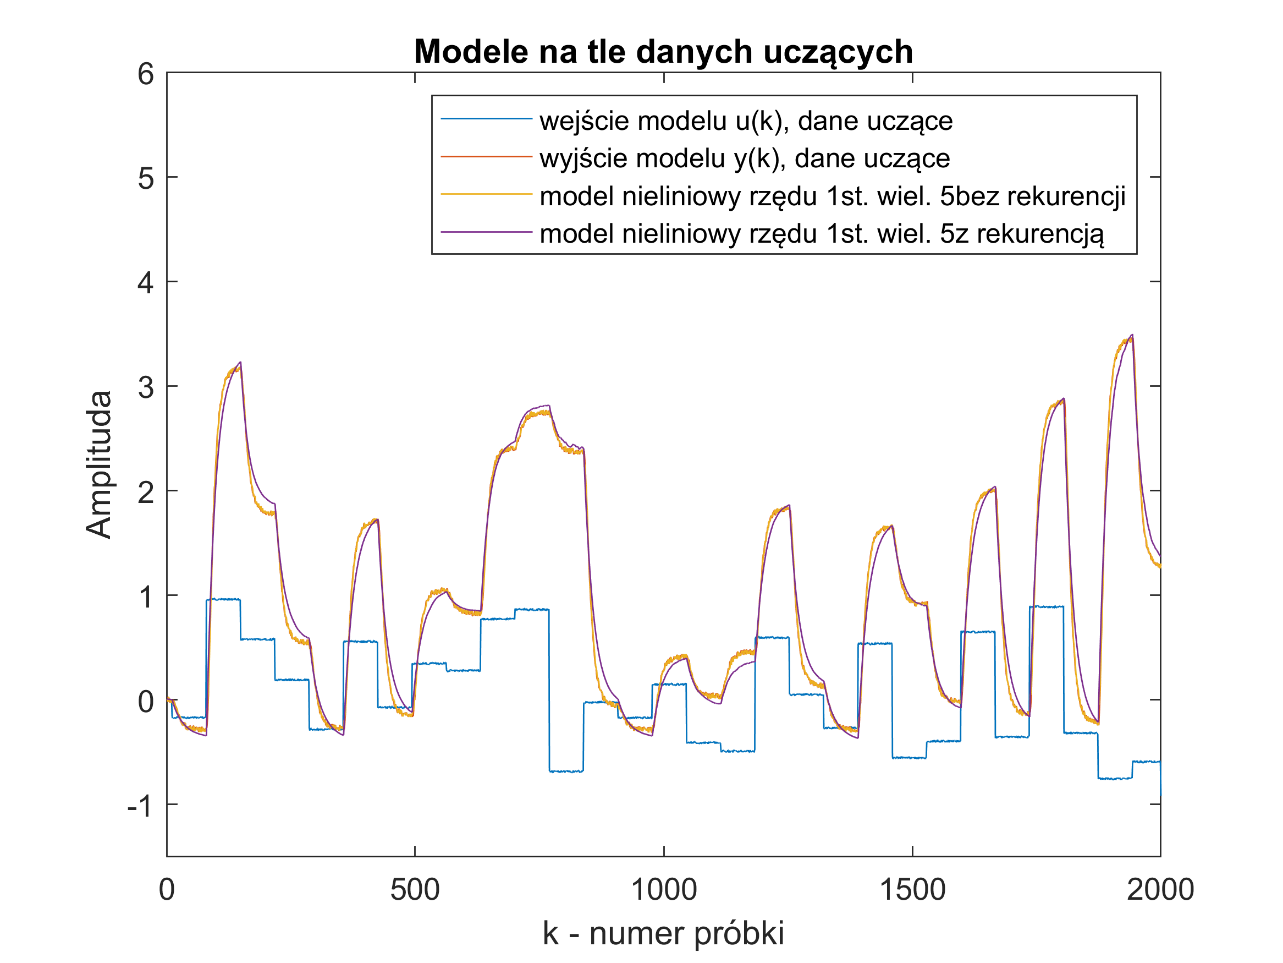 Modele na tle danych uczących
wejście modelu u(k), dane uczące
wyjście modelu y(k), dane uczące
model nieliniowy rzędu 1st. wiel. 5bez rekurencji
model nieliniowy rzędu 1st. wiel. 5z rekurencją
6
5
4
3
2
1
0
-1
Amplituda
0 500 1000 1500 2000
k - numer próbki